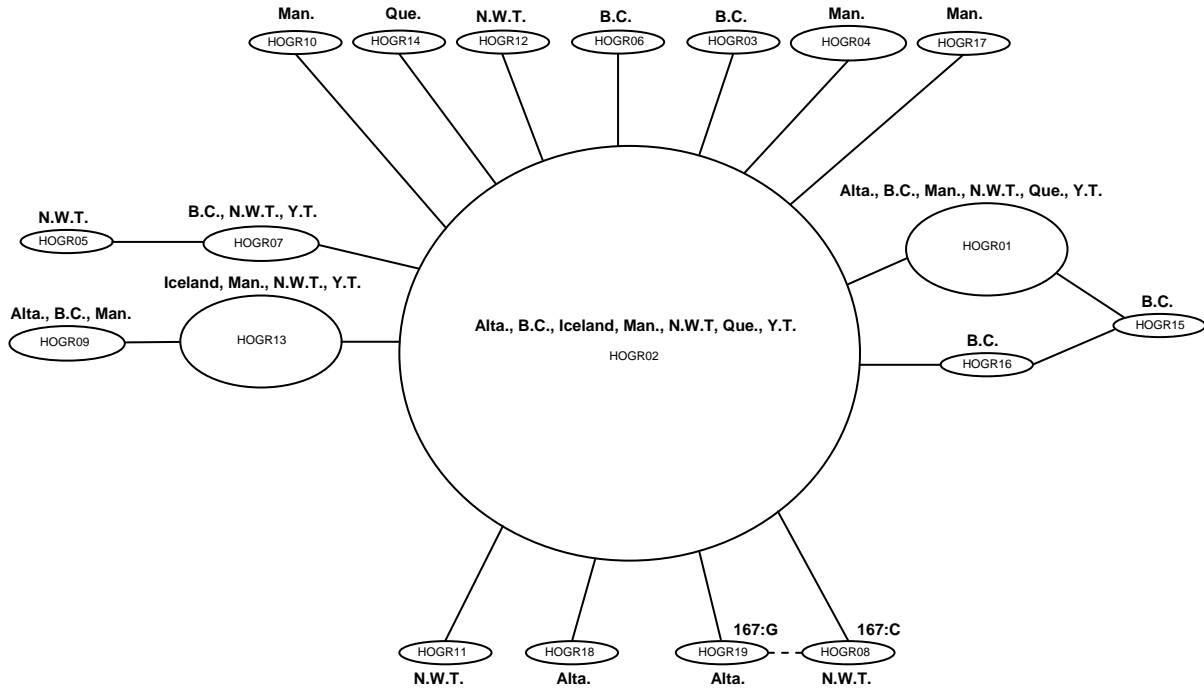 Man. Que. N.W.T. B.C. B.C. Man. Man.
HOGR10 HOGR14 HOGR12 HOGR06 HOGR03 HOGR04 HOGR17
Alta., B.C., Man., N.W.T., Que., Y.T.
N.W.T. B.C., N.W.T., Y.T.
HOGR05 HOGR07 HOGR01
Iceland, Man., N.W.T., Y.T.
Alta., B.C., Man. B.C.
HOGR09 HOGR13 HOGR15
Alta., B.C., Iceland, Man., N.W.T, Que., Y.T.
HOGR02
B.C.
HOGR16
167:G 167:C
HOGR11 HOGR18 HOGR19 HOGR08
N.W.T. Alta. Alta. N.W.T.